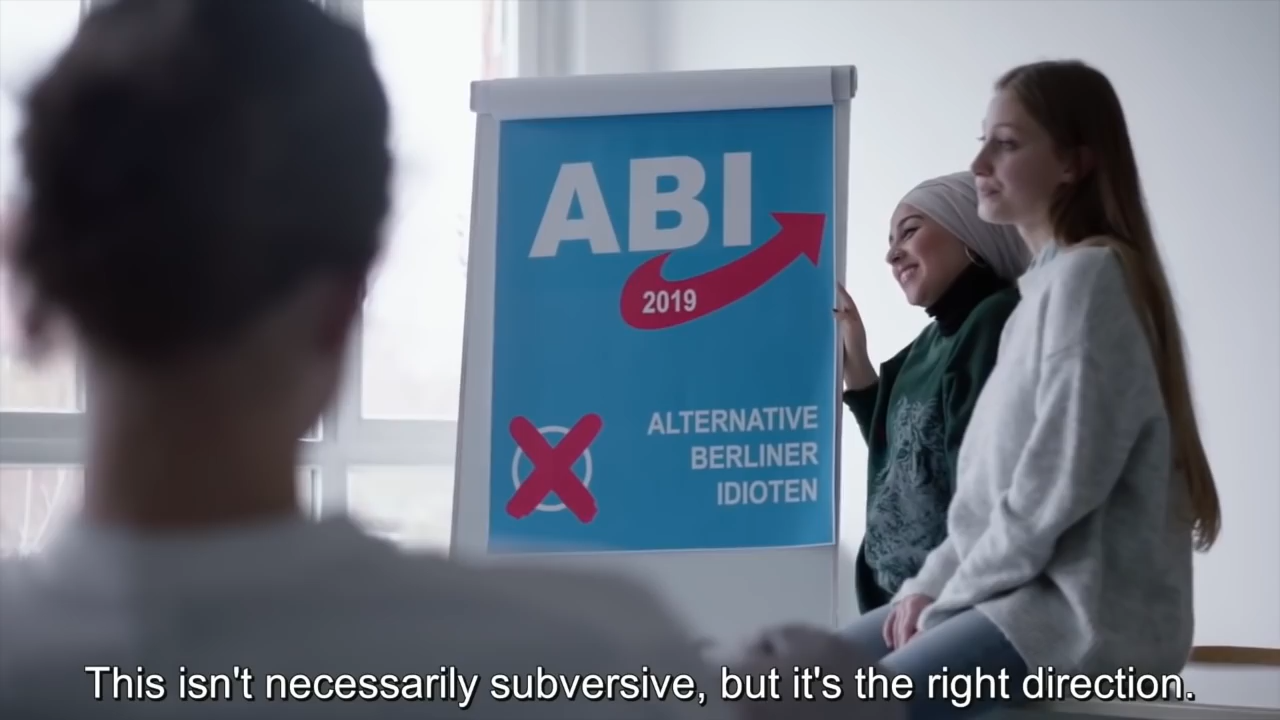 ABI
2019
ALTERNATIVE
BERLINER
IDIOTEN
This isn't necessarily subversive, but it's the right direction.